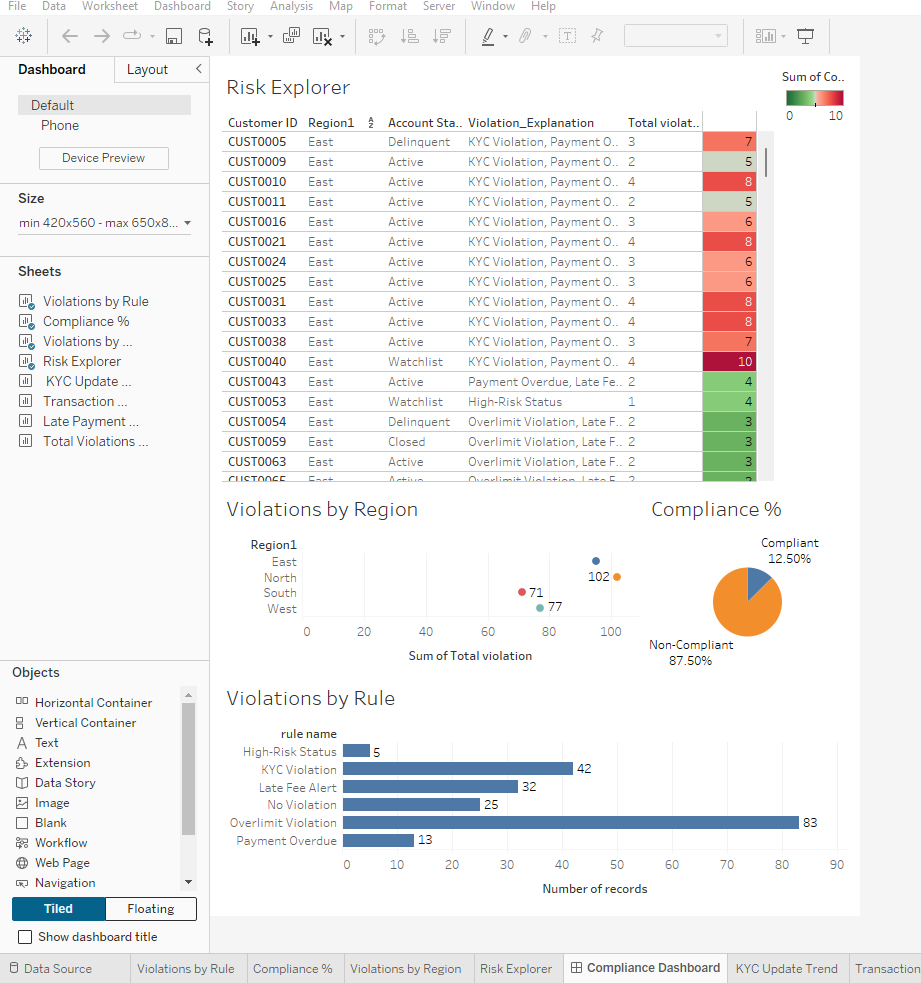 File Data Worksheet Dashboard Story Analysis Map Format Server Window Help
T
Dashboard Layout <
Default
Phone
Device Preview
Size
min 420x560 - max 650x8...
Sheets
Violations by Rule
Compliance %
Violations by ...
Risk Explorer
KYC Update ...
Transaction ...
Late Payment ...
Total Violations ...
Objects
Horizontal Container
Vertical Container
A Text
Extension
Data Story
Image
Blank
Workflow
Web Page
Navigation
Tiled Floating
Show dashboard title
Risk Explorer
Sum of Co..
0 10
Customer ID Region1 A Z Account Sta.. Violation_Explanation Total violat..
CUST0005 East Delinquent KYC Violation, Payment O.. 3 7
CUST0009 East Active KYC Violation, Payment O.. 2 5
CUST0010 East Active KYC Violation, Payment O.. 4 8
CUST0011 East Active KYC Violation, Payment O.. 2 5
CUST0016 East Active KYC Violation, Payment O.. 3 6
CUST0021 East Active KYC Violation, Payment O.. 4 8
CUST0024 East Active KYC Violation, Payment O.. 3 6
CUST0025 East Active KYC Violation, Payment O.. 3 6
CUST0031 East Active KYC Violation, Payment O.. 4 8
CUST0033 East Active KYC Violation, Payment O.. 4 8
CUST0038 East Active KYC Violation, Payment O.. 3 7
CUST0040 East Watchlist KYC Violation, Payment O.. 4 10
CUST0043 East Active Payment Overdue, Late Fe.. 2 4
CUST0053 East Watchlist High-Risk Status 1 4
CUST0054 East Delinquent Overlimit Violation, Late F.. 2 3
CUST0059 East Closed Overlimit Violation, Late F.. 2 3
CUST0063 East Active Overlimit Violation, Late F.. 2 3
CUST0065 East Active Overlimit Violation, Late F.. 2 3
Violations by Region
Region1
East
North 102
South 71
West 77
0 20 40 60 80 100
Sum of Total violation
Compliance %
Compliant
12.50%
Non-Compliant
87.50%
Violations by Rule
rule name
High-Risk Status 5
KYC Violation 42
Late Fee Alert 32
No Violation 25
Overlimit Violation 83
Payment Overdue 13
0 10 20 30 40 50 60 70 80 90
Number of records
Data Source Violations by Rule Compliance % Violations by Region Risk Explorer Compliance Dashboard KYC Update Trend Transaction